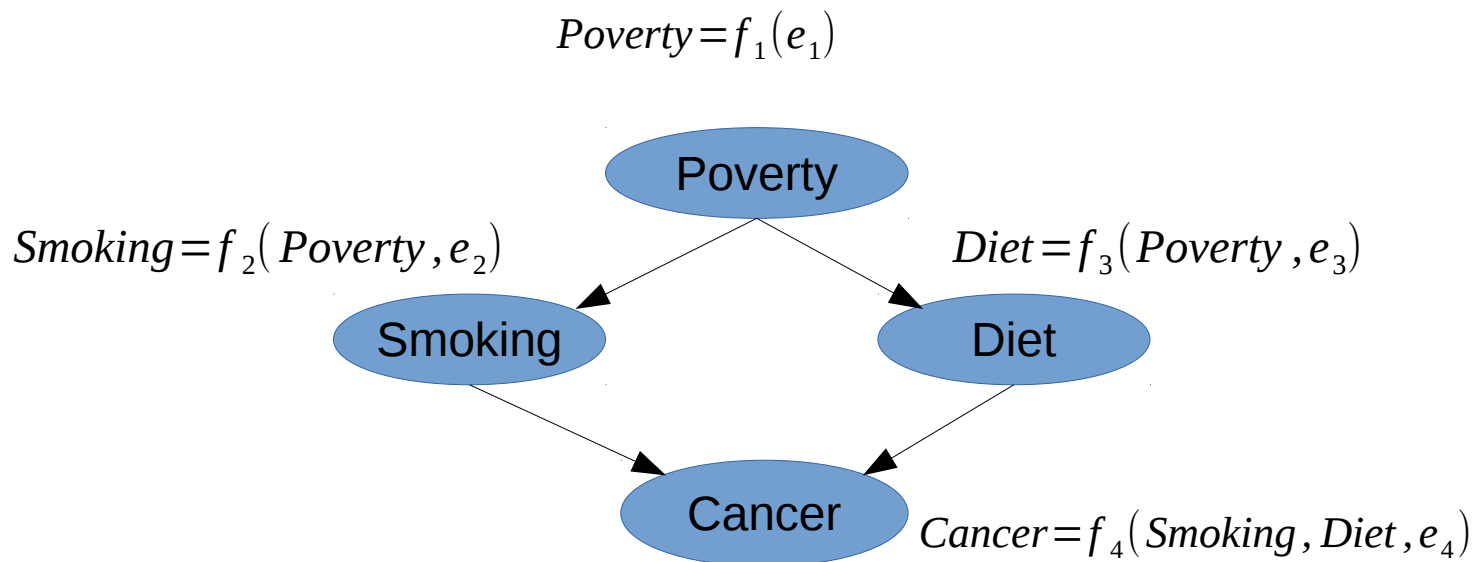 Poverty=f₁(e₁)
Poverty
Smoking=f₂(Poverty,e₂)
Diet=f₃(Poverty,e₃)
Smoking
Diet
Cancer
Cancer=f₄(Smoking,Diet,e₄)